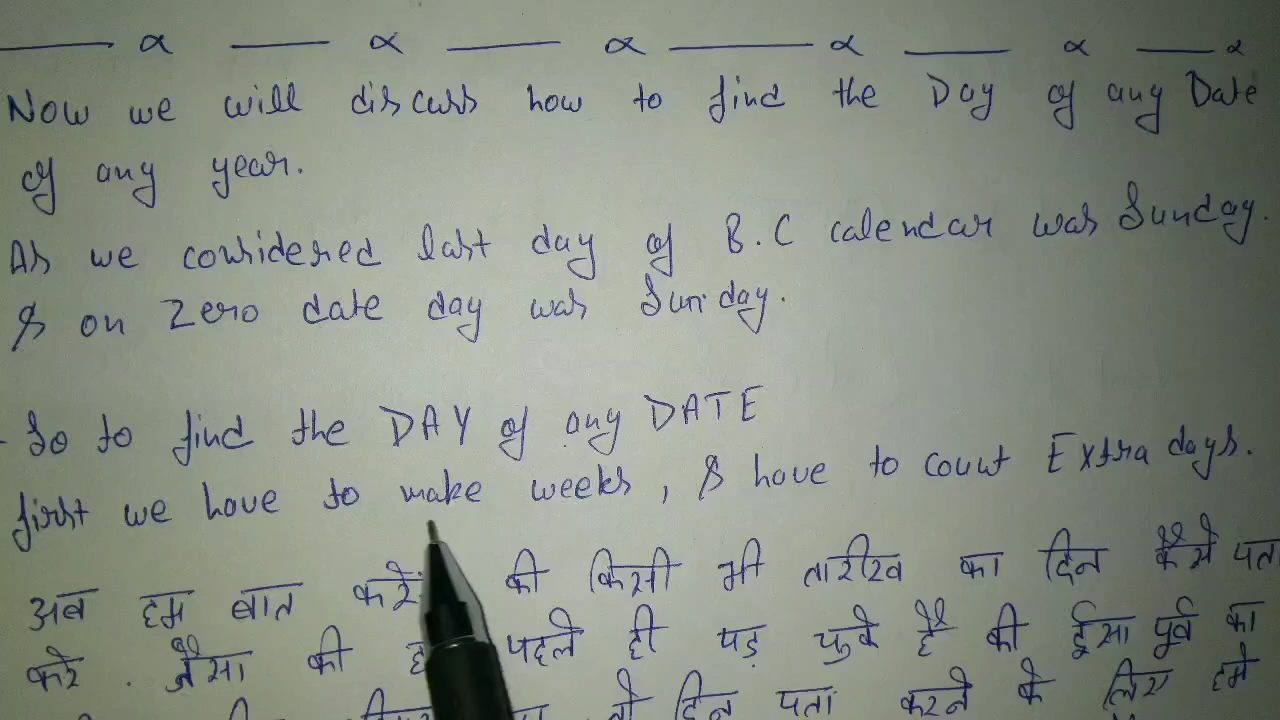 —— ∝ —— ∝ —— ∝ —— ∝ —— ∝ —— ∝
Now we will discuss how to find the Day of any Date
of any year.
As we considered last day of B.C calendar was Sunday.
& on Zero date day was Sunday.
- So to find the DAY of any DATE
first we have to make weeks, & have to count Extra days.
अब हम बात करें की किसी भी तारीख का दिन कैसे पता
करे . जैसा की पहले ही पड़ चुके है की ईसा पूर्व का
तो दिन पता करने के लिए हमे